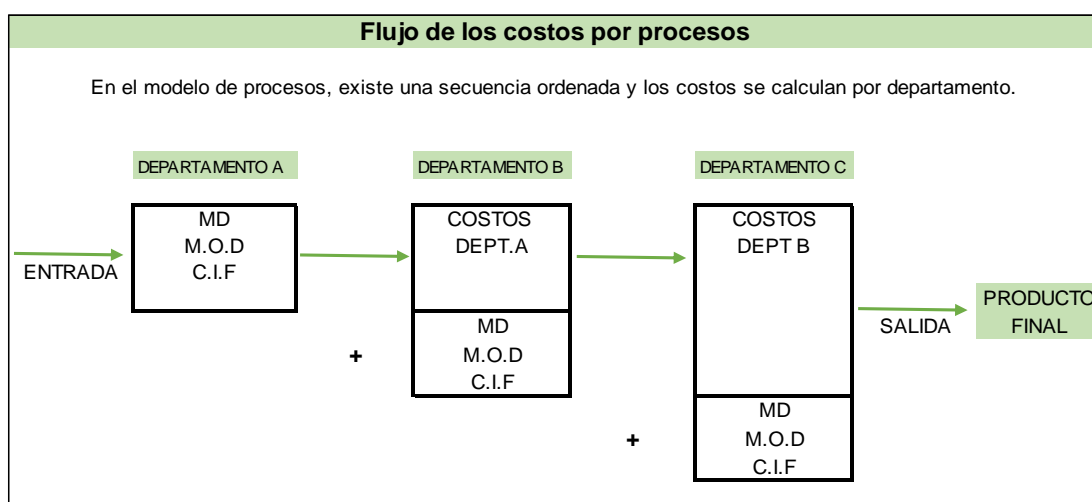 Flujo de los costos por procesos
En el modelo de procesos, existe una secuencia ordenada y los costos se calculan por departamento.
DEPARTAMENTO A
DEPARTAMENTO B
DEPARTAMENTO C
MD
M.O.D
C.I.F
ENTRADA
COSTOS
DEPT.A
MD
M.O.D
C.I.F
+
COSTOS
DEPT B
MD
M.O.D
C.I.F
+
SALIDA
PRODUCTO
FINAL